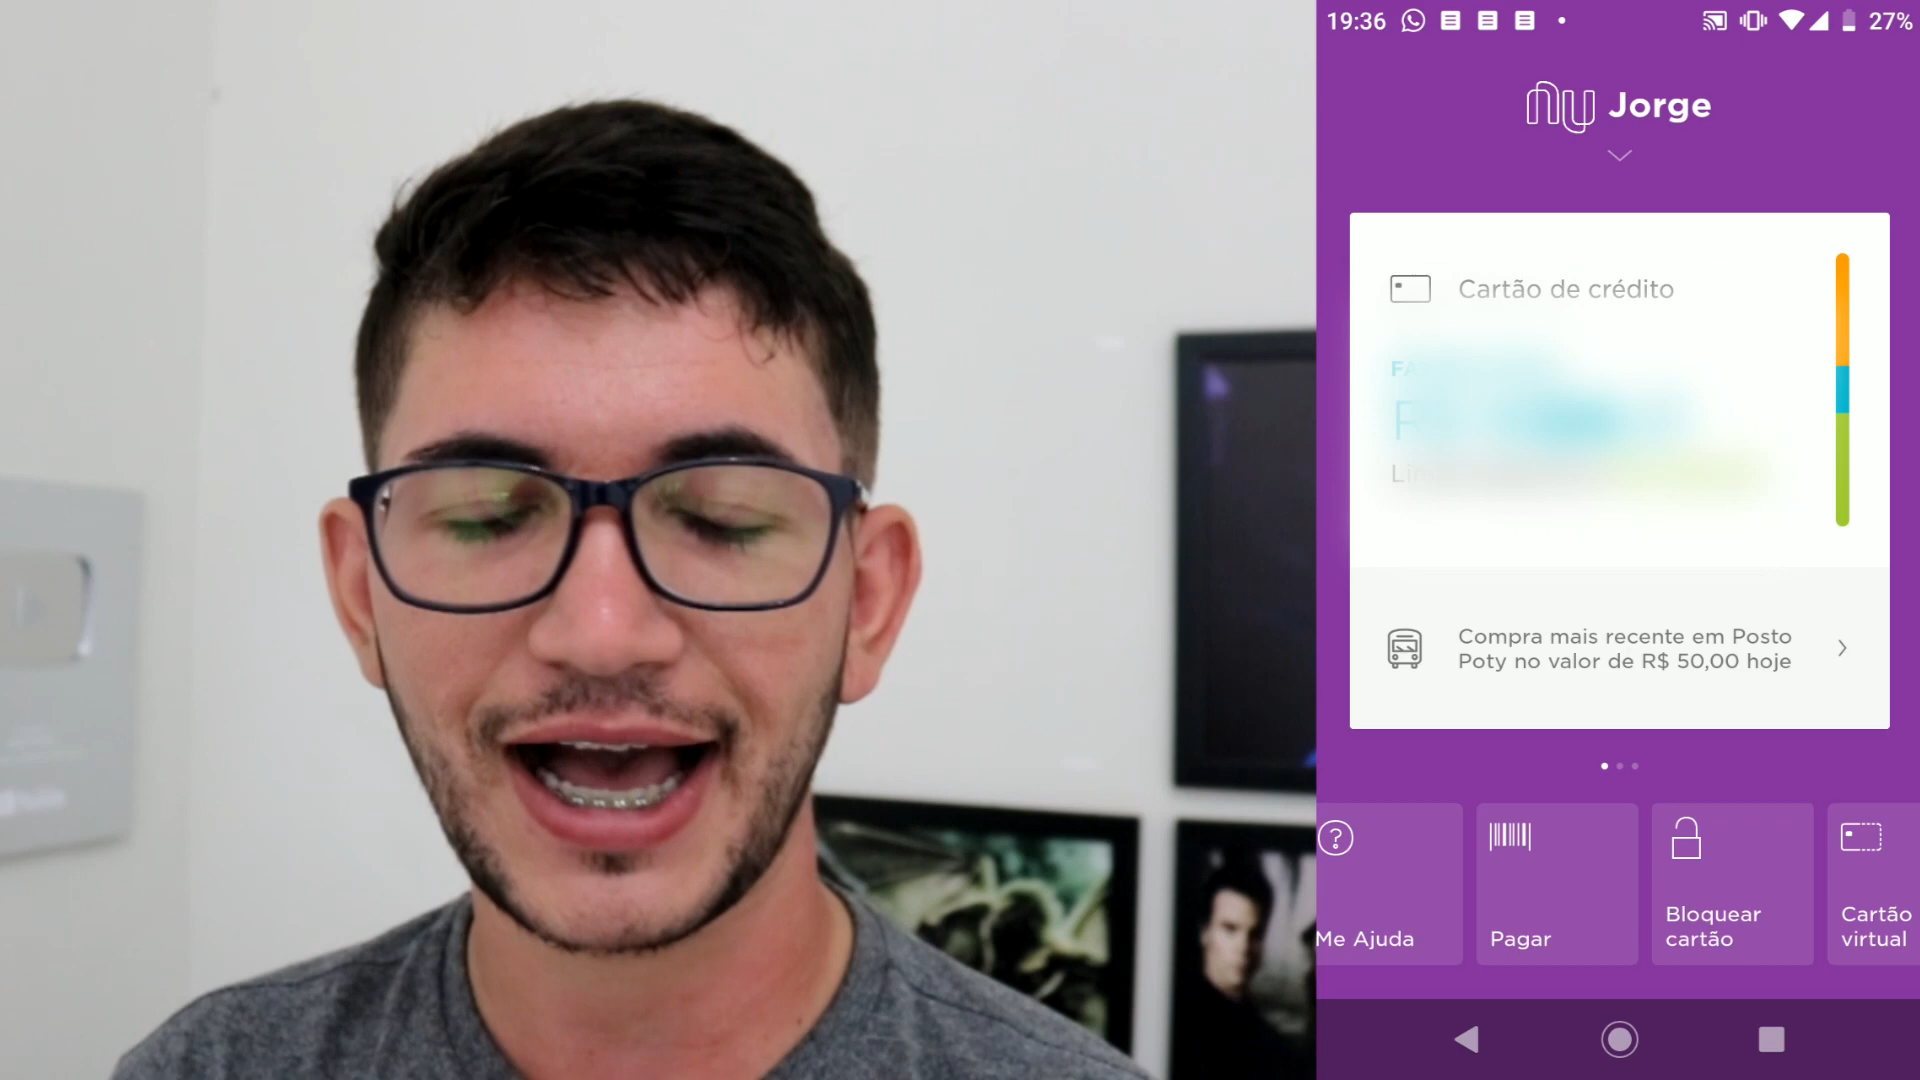 19:36
27%
nu Jorge
Cartão de crédito
Compra mais recente em Posto
Poty no valor de R$ 50,00 hoje
Me Ajuda
Pagar
Bloquear
cartão
Cartão
virtual